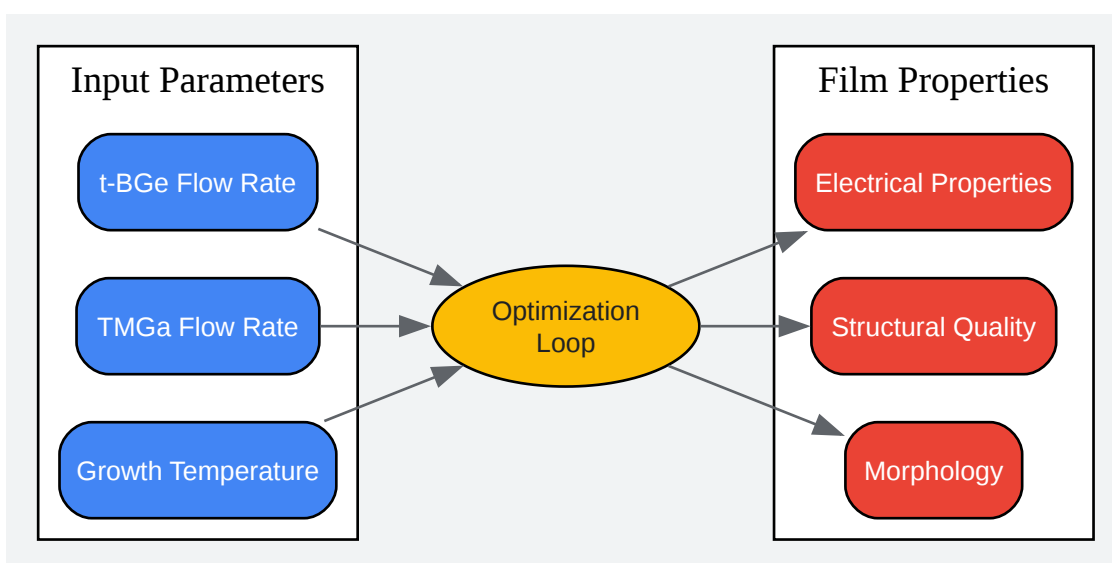 Input Parameters
t-BGe Flow Rate
TMGa Flow Rate
Growth Temperature
Optimization
Loop
Film Properties
Electrical Properties
Structural Quality
Morphology